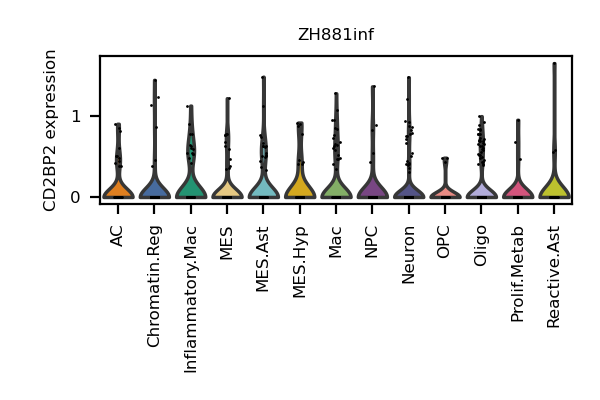 ZH881inf
CD2BP2 expression
1
0
AC
Chromatin.Reg
Inflammatory.Mac
MES
MES.Ast
MES.Hyp
Mac
NPC
Neuron
OPC
Oligo
Prolif.Metab
Reactive.Ast